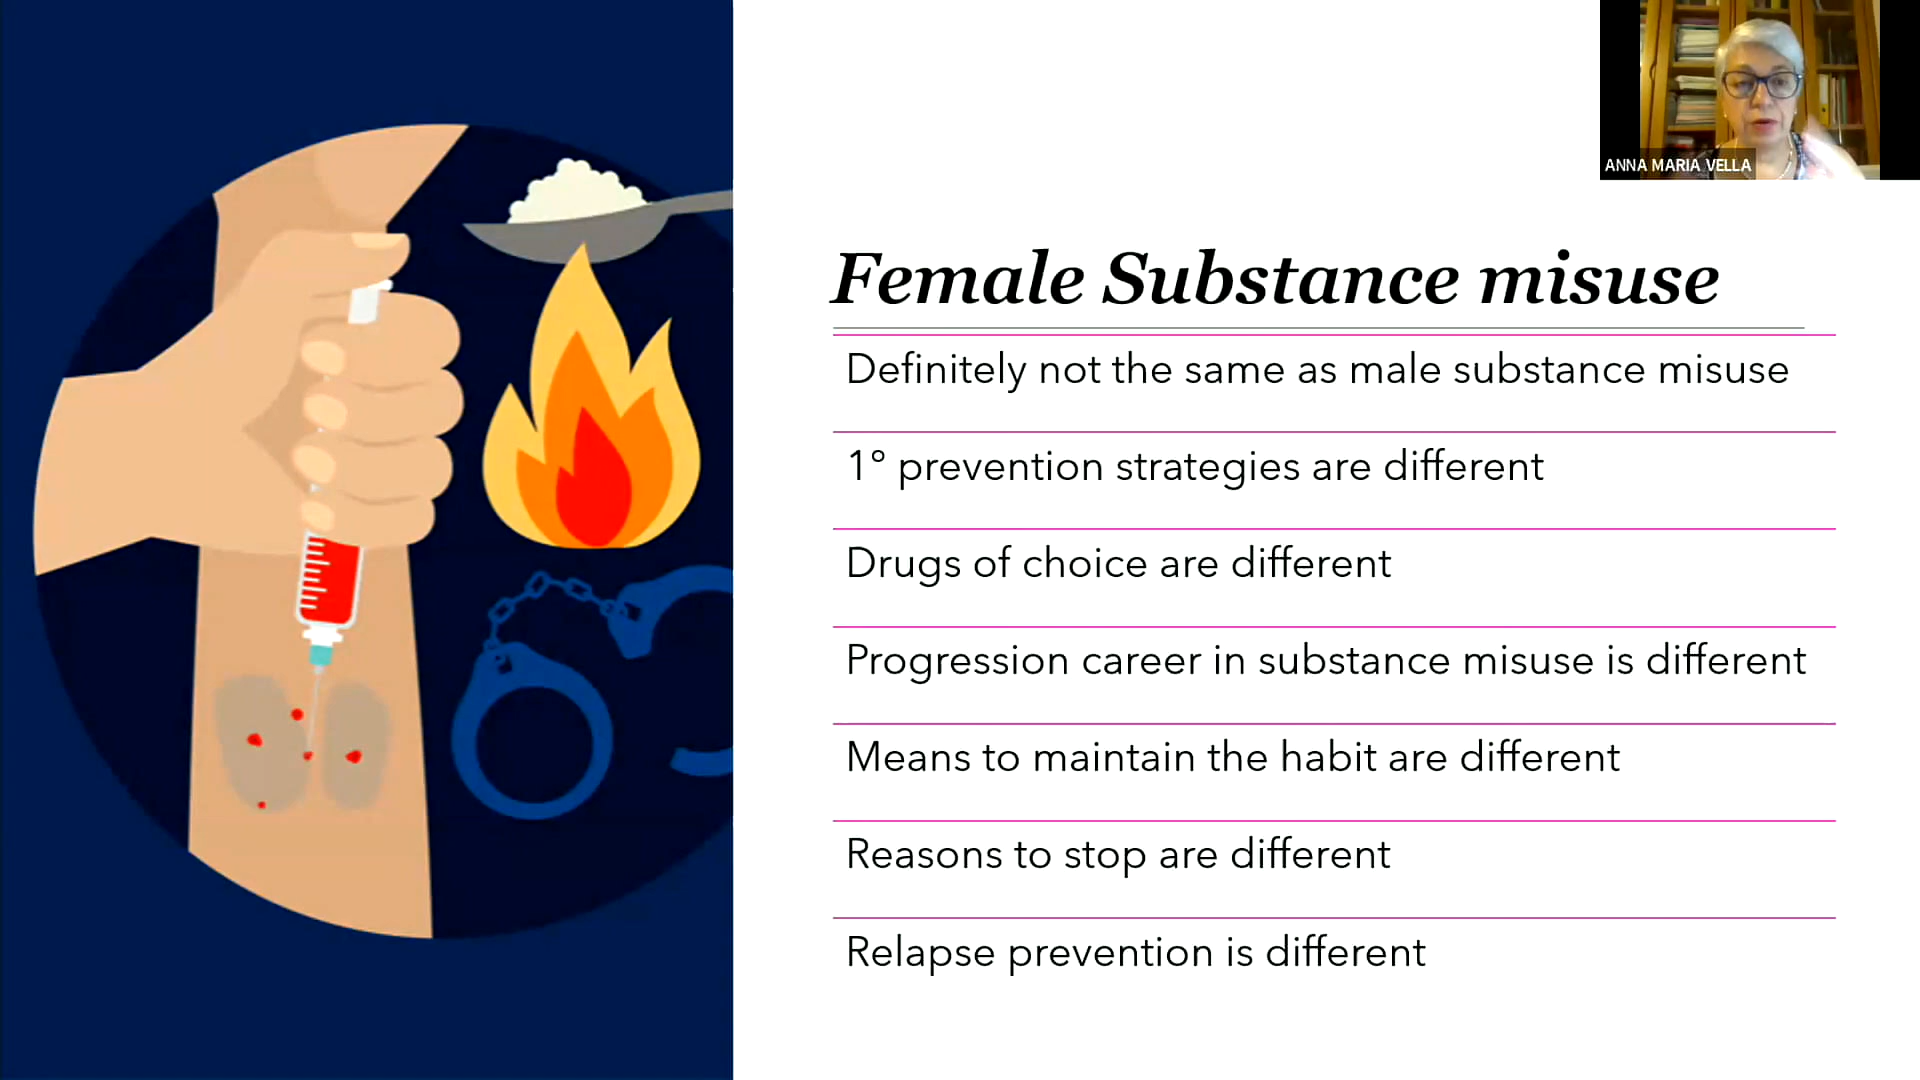 ANNA MARIA VELLA
Female Substance misuse
Definitely not the same as male substance misuse
1° prevention strategies are different
Drugs of choice are different
Progression career in substance misuse is different
Means to maintain the habit are different
Reasons to stop are different
Relapse prevention is different